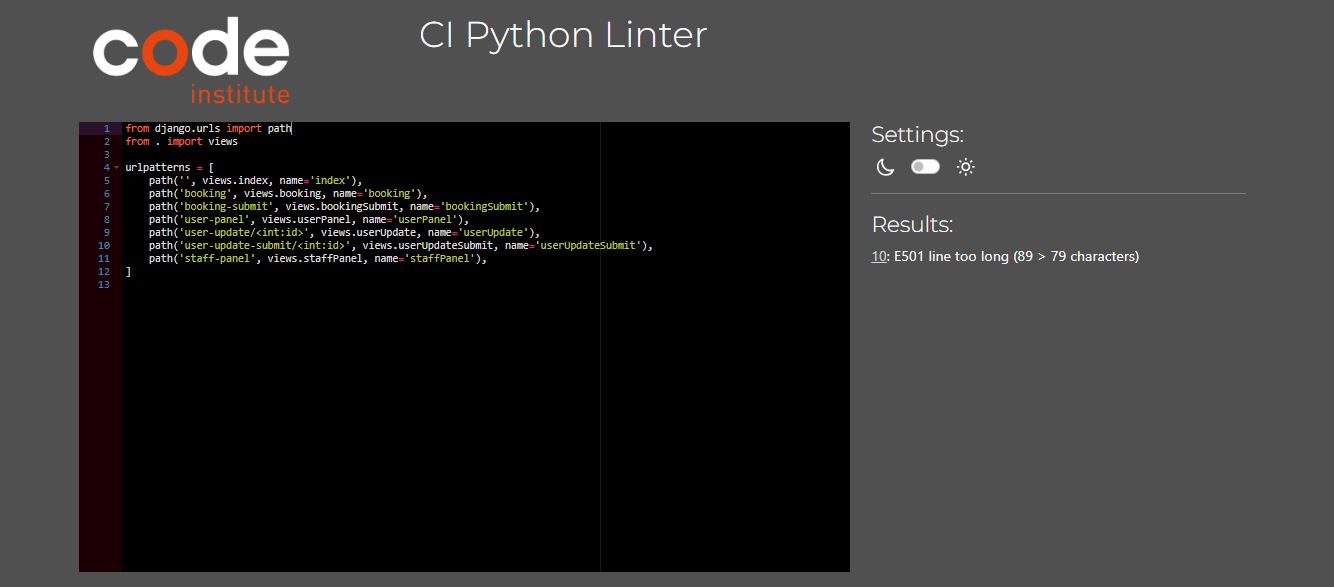 code
institute
CI Python Linter
1 from django.urls import path
2 from . import views
3
4 urlpatterns = [
5     path('', views.index, name='index'),
6     path('booking', views.booking, name='booking'),
7     path('booking-submit', views.bookingSubmit, name='bookingSubmit'),
8     path('user-panel', views.userPanel, name='userPanel'),
9     path('user-update/<int:id>', views.userUpdate, name='userUpdate'),
10     path('user-update-submit/<int:id>', views.userUpdateSubmit, name='userUpdateSubmit'),
11     path('staff-panel', views.staffPanel, name='staffPanel'),
12 ]
13
Settings:
Results:
10: E501 line too long (89 > 79 characters)